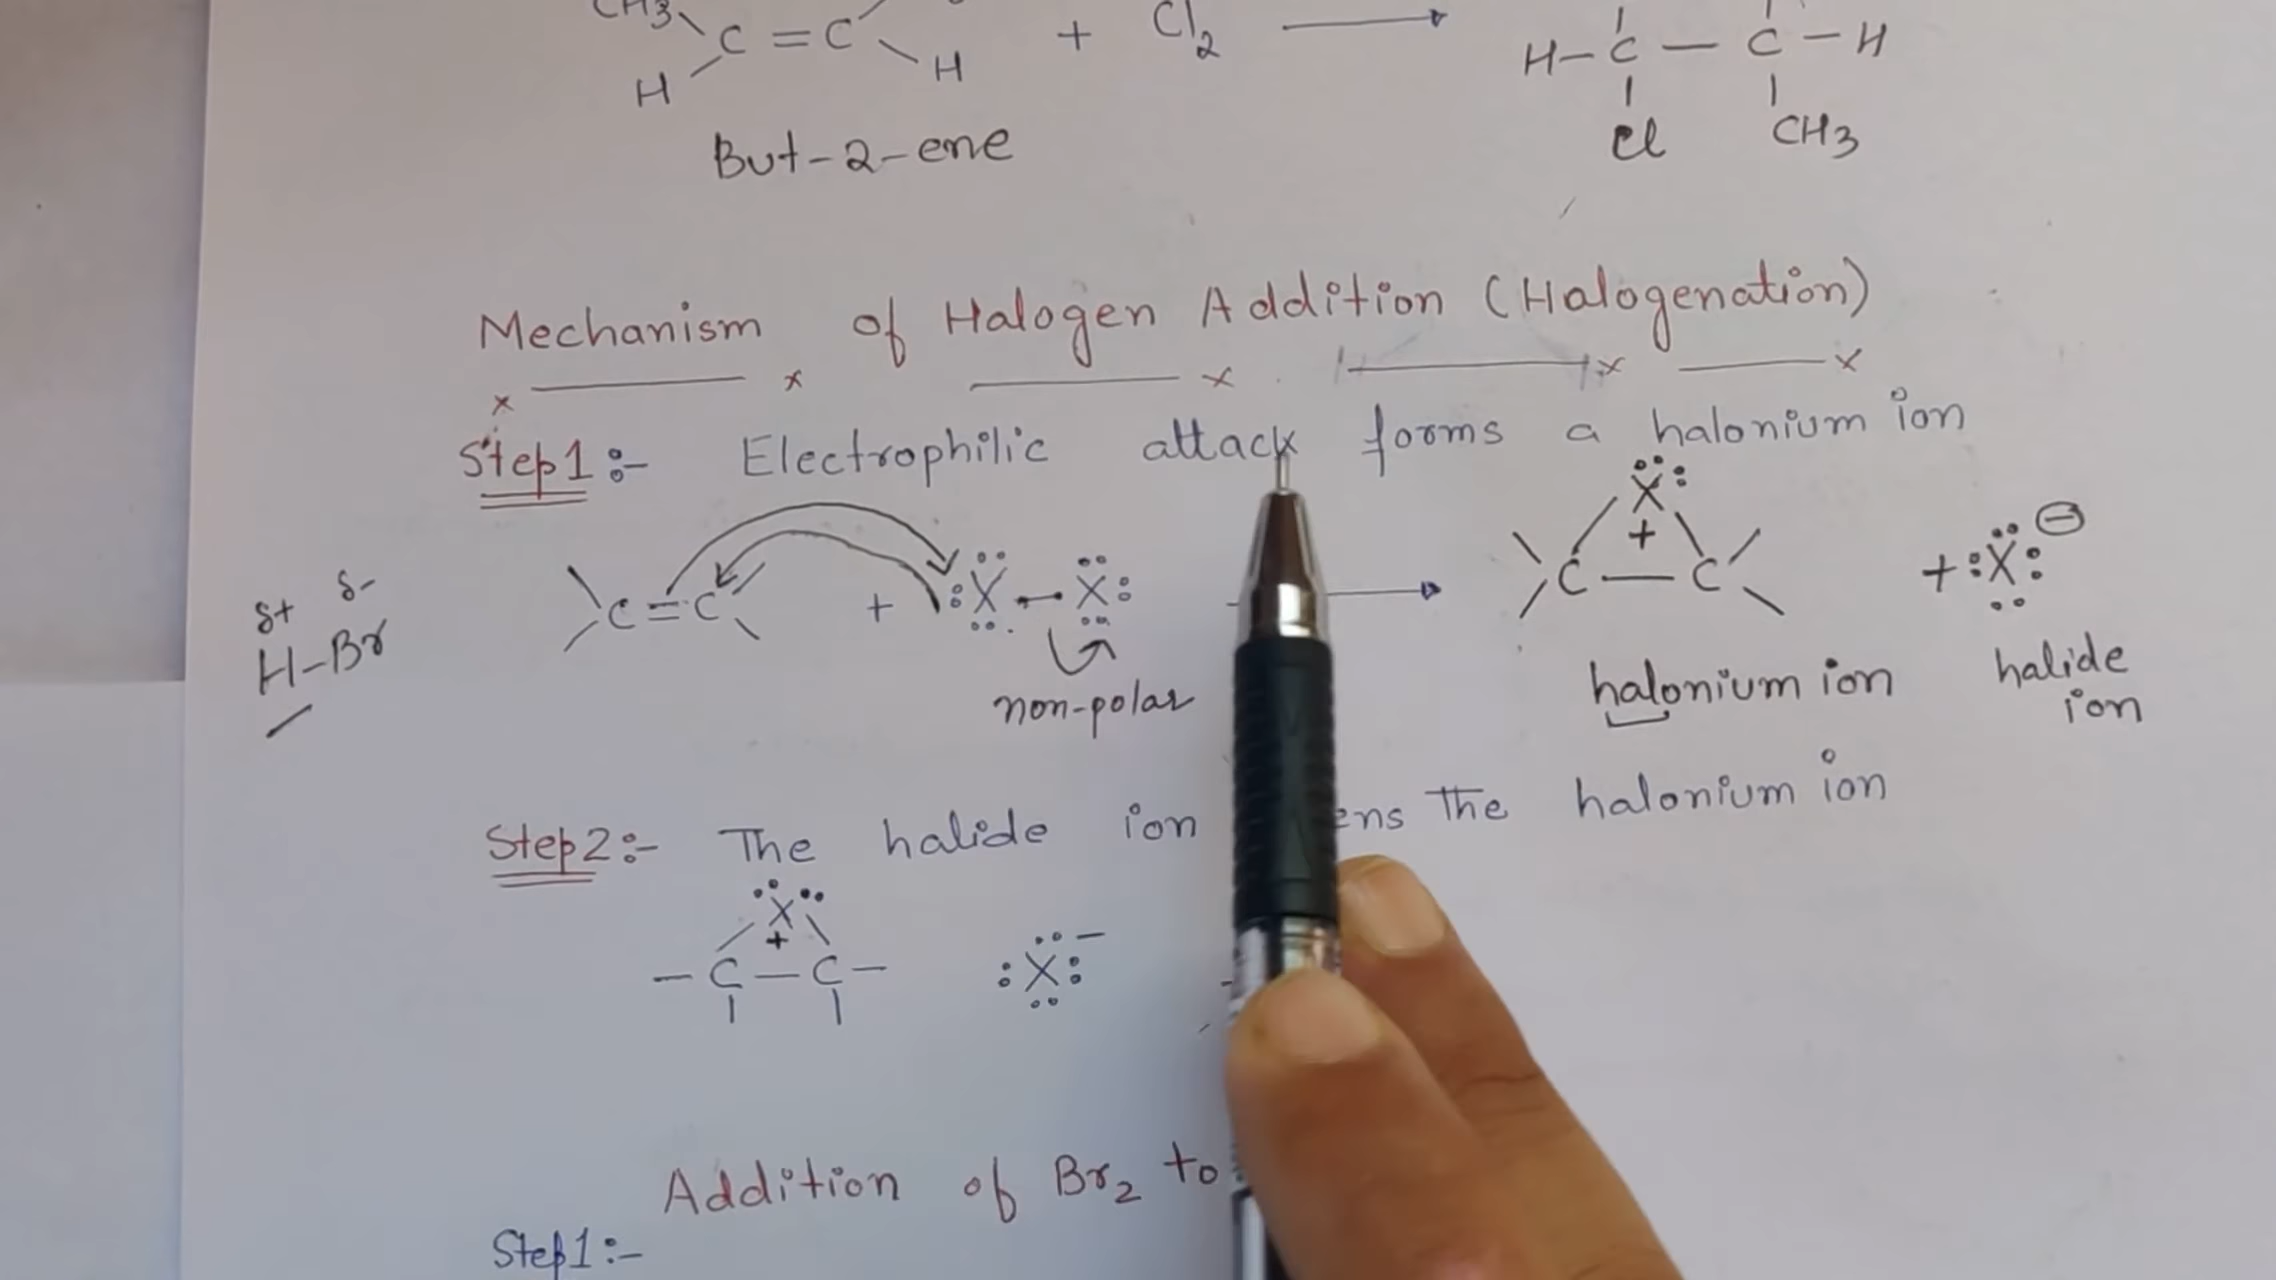 CH3
C = C
H
H
+ Cl2
H - C - C - H
Cl
CH3
But-2-ene
Mechanism of Halogen Addition (Halogenation)
Step1:- Electrophilic attack forms a halonium ion
δ+ δ-
H-Br
C = C + :X - X:
non-polar
X
+
C - C
+ :X: ⊖
halonium ion
halide
ion
Step2:- The halide ion the halonium ion
X
+
- C - C -
:X: -
Addition of Br2 to
Step1:-